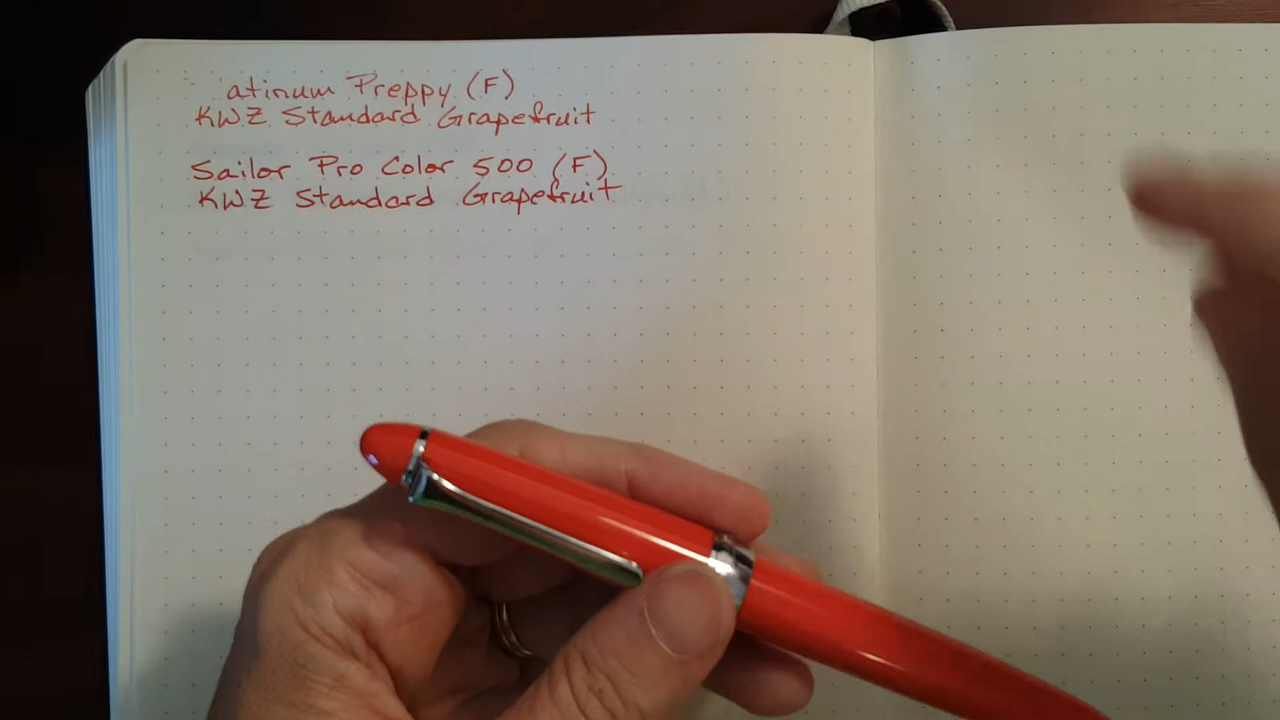 atinum Preppy (F)
KWZ Standard Grapefruit
Sailor Pro Color 500 (F)
KWZ Standard Grapefruit